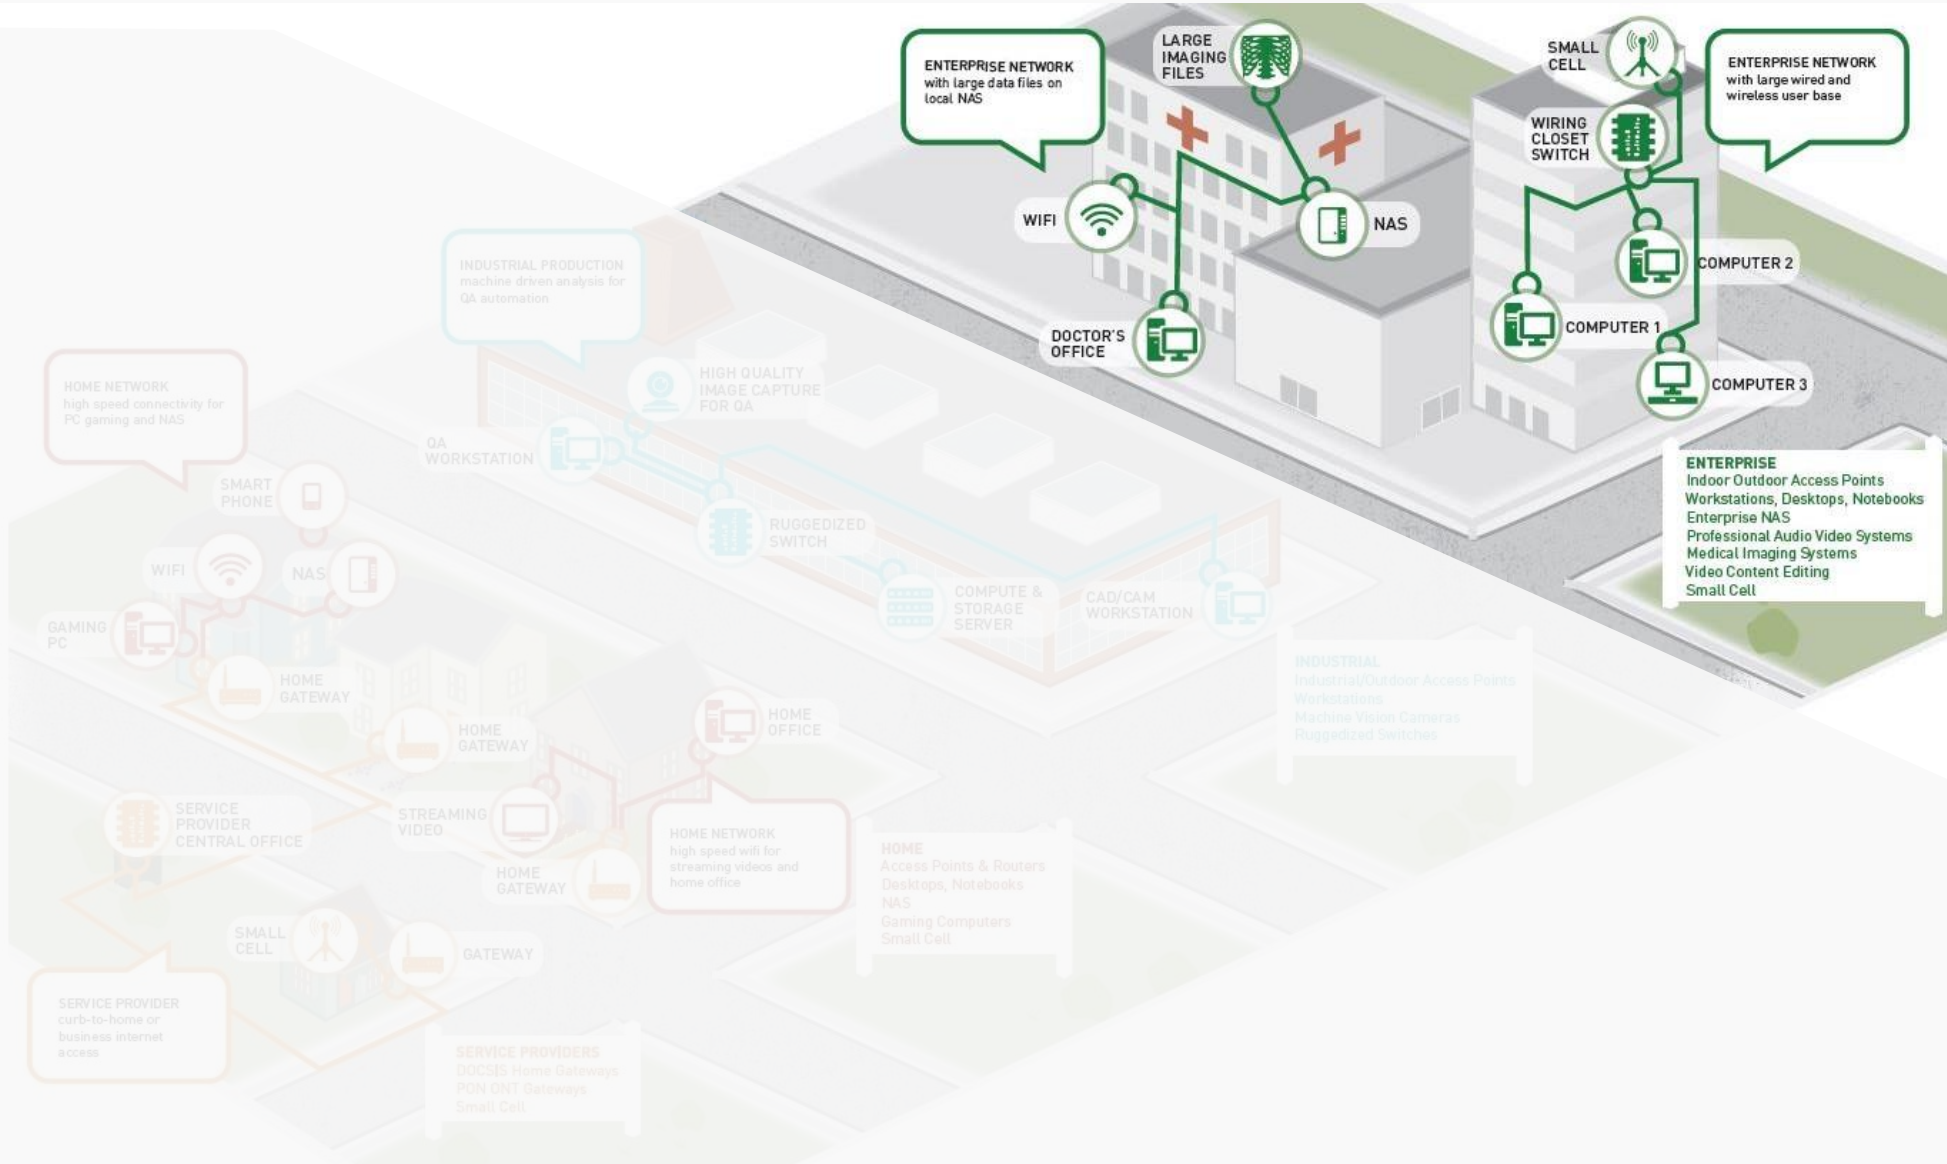 ENTERPRISE NETWORK
with large data files on
local NAS
LARGE
IMAGING
FILES
SMALL
CELL
ENTERPRISE NETWORK
with large wired and
wireless user base
WIRING
CLOSET
SWITCH
WIFI
NAS
COMPUTER 2
DOCTOR'S
OFFICE
COMPUTER 1
COMPUTER 3
ENTERPRISE
Indoor Outdoor Access Points
Workstations, Desktops, Notebooks
Enterprise NAS
Professional Audio Video Systems
Medical Imaging Systems
Video Content Editing
Small Cell
INDUSTRIAL PRODUCTION
machine driven analysis for
QA automation
HIGH QUALITY
IMAGE CAPTURE
FOR QA
QA
WORKSTATION
RUGGEDIZED
SWITCH
COMPUTE &
STORAGE
SERVER
CAD/CAM
WORKSTATION
INDUSTRIAL
Industrial/Outdoor Access Points
Workstations
Machine Vision Cameras
Ruggedized Switches
HOME NETWORK
high speed connectivity for
PC gaming and NAS
SMART
PHONE
WIFI
NAS
GAMING
PC
HOME
GATEWAY
HOME
GATEWAY
HOME
OFFICE
STREAMING
VIDEO
HOME
GATEWAY
HOME NETWORK
high speed wifi for
streaming videos and
home office
HOME
Access Points & Routers
Desktops, Notebooks
NAS
Gaming Computers
Small Cell
SERVICE
PROVIDER
CENTRAL OFFICE
SMALL
CELL
GATEWAY
SERVICE PROVIDER
curb-to-home or
business internet
access
SERVICE PROVIDERS
DOCSIS Home Gateways
PON ONT Gateways
Small Cell